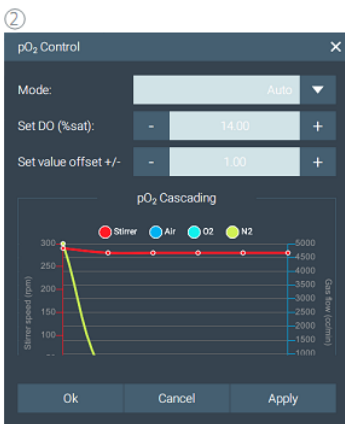 ②
pO₂ Control ×
Mode: Auto
Set DO (%sat): - 14.00 +
Set value offset +/- - 1.00 +
pO₂ Cascading
Stirrer Air O2 N2
Stirrer speed (rpm)
300
250
200
150
100
5000
4500
4000
3500
3000
2500
2000
1500
1000
Gas flow (cc/min)
Ok Cancel Apply